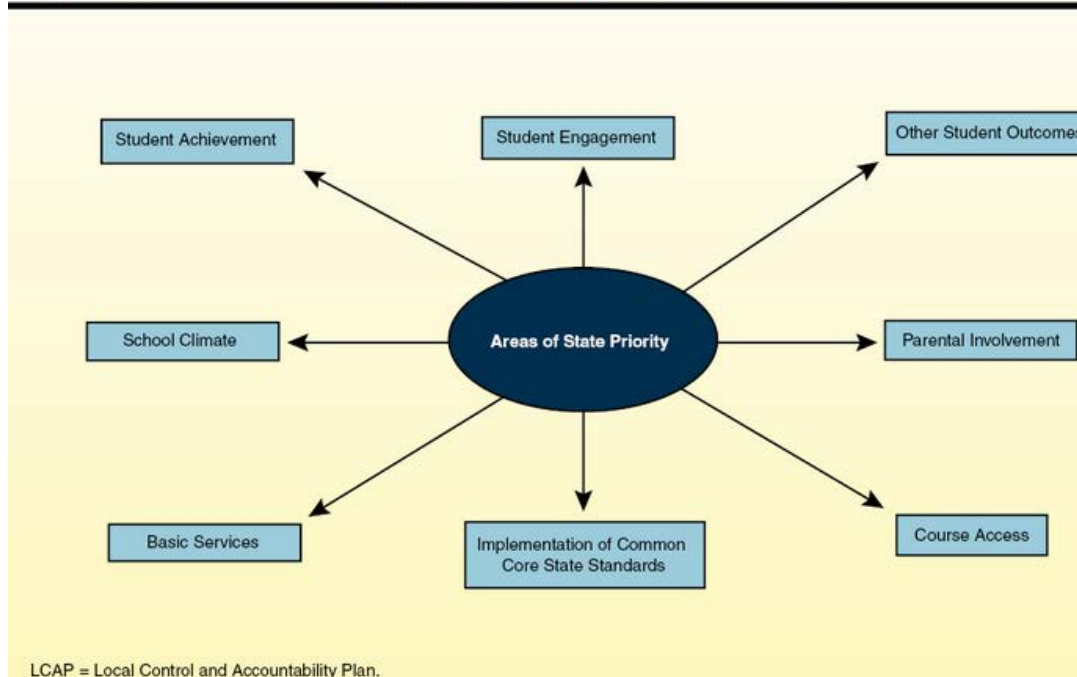 Student Achievement
Student Engagement
Other Student Outcomes
School Climate
Areas of State Priority
Parental Involvement
Basic Services
Implementation of Common
Core State Standards
Course Access
LCAP = Local Control and Accountability Plan.